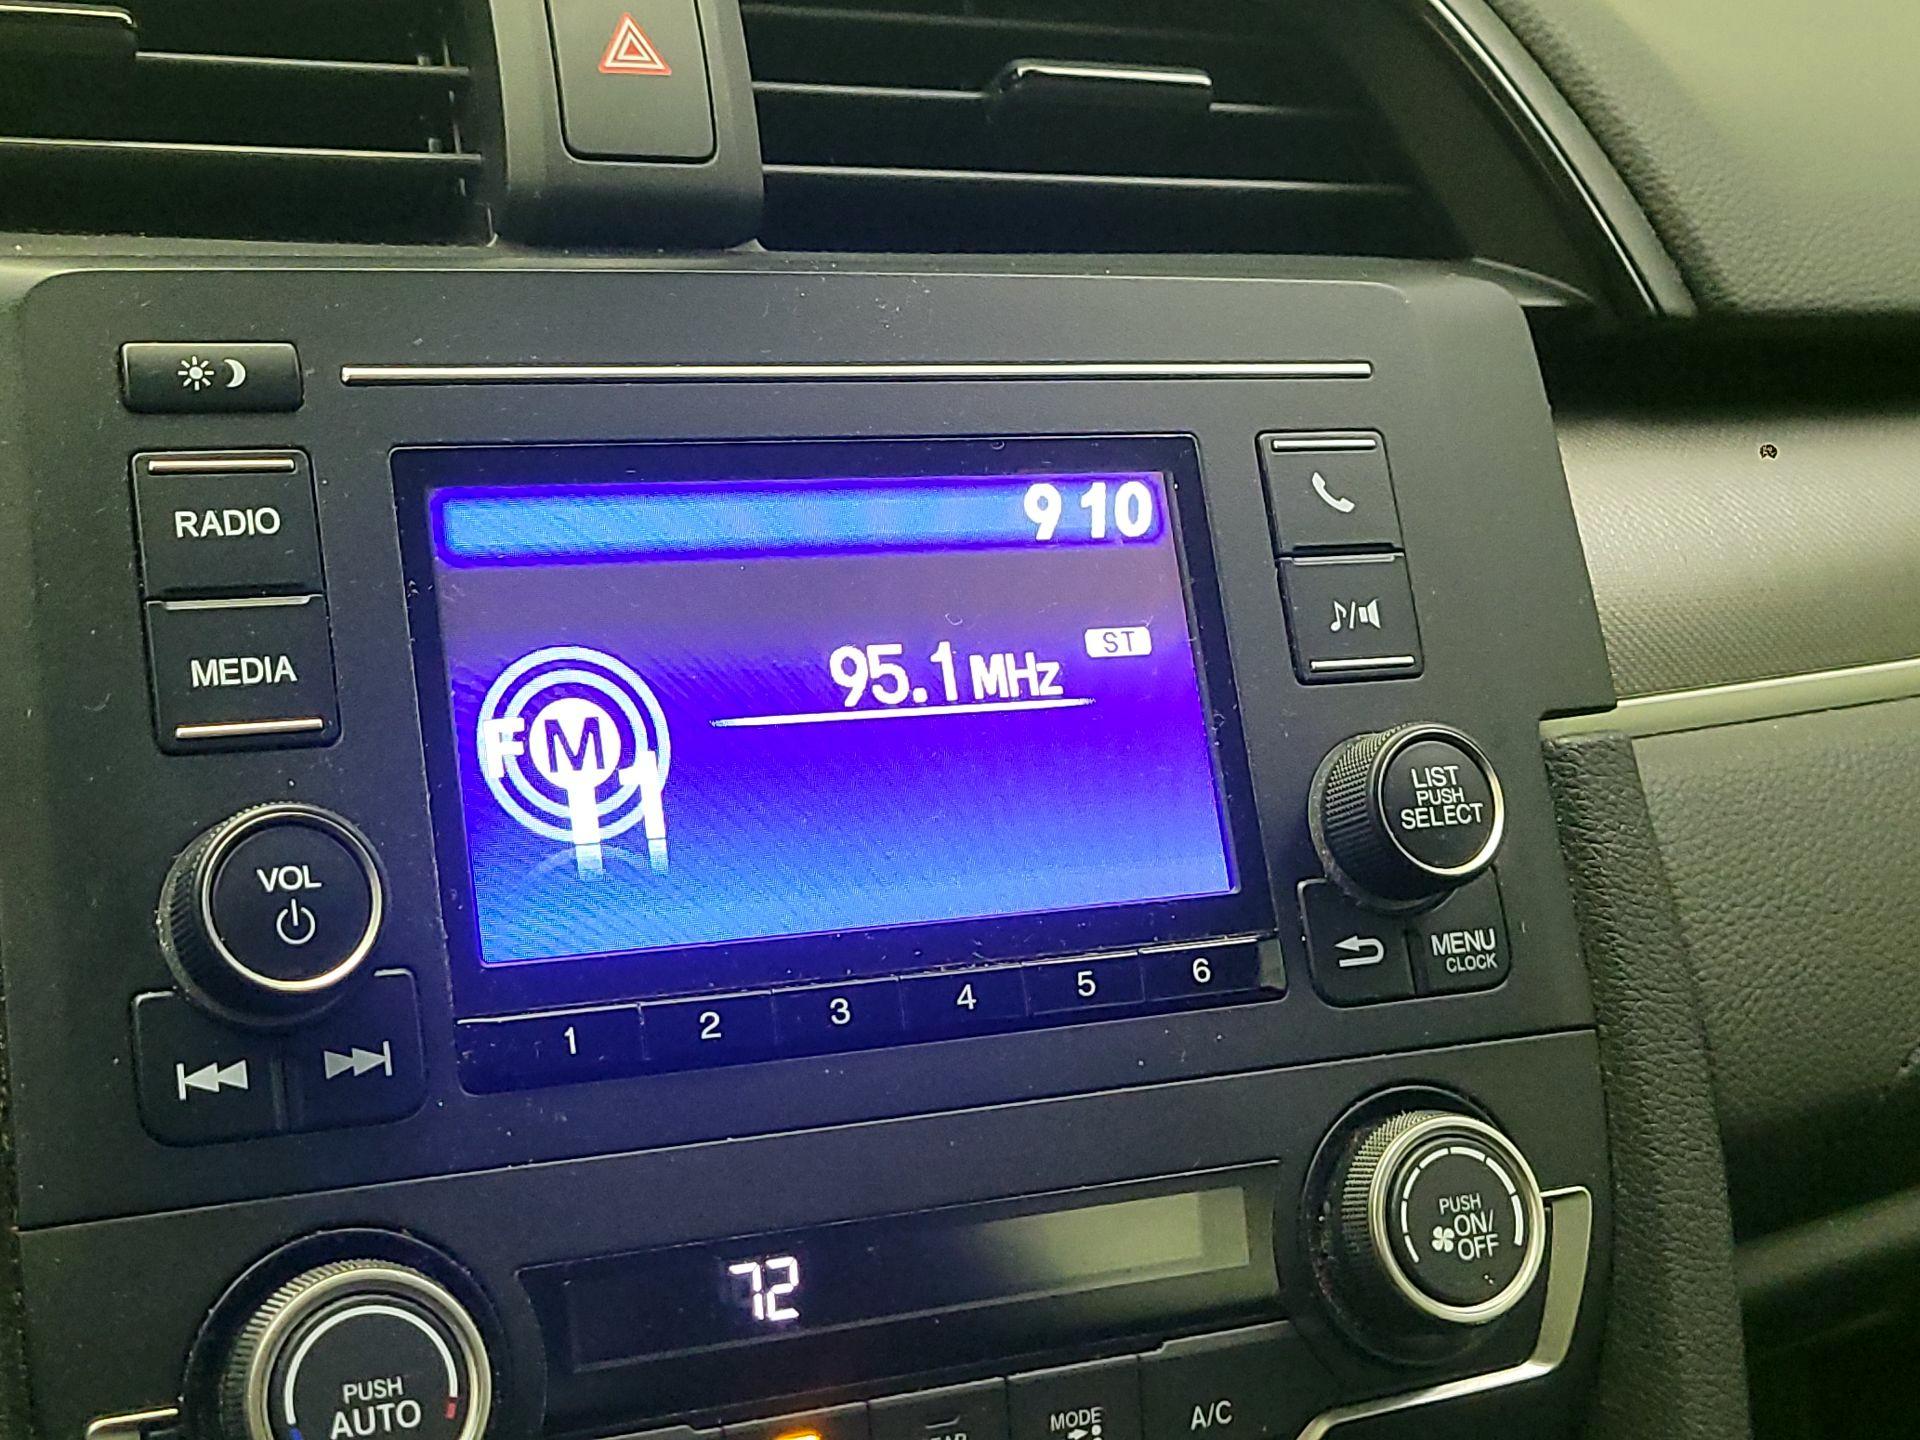 RADIO
MEDIA
9 10
95.1 MHz
ST
FM
1
VOL
LIST
PUSH
SELECT
MENU
CLOCK
1 2 3 4 5 6
72
PUSH
AUTO
PUSH
ON/
OFF
MODE
A/C